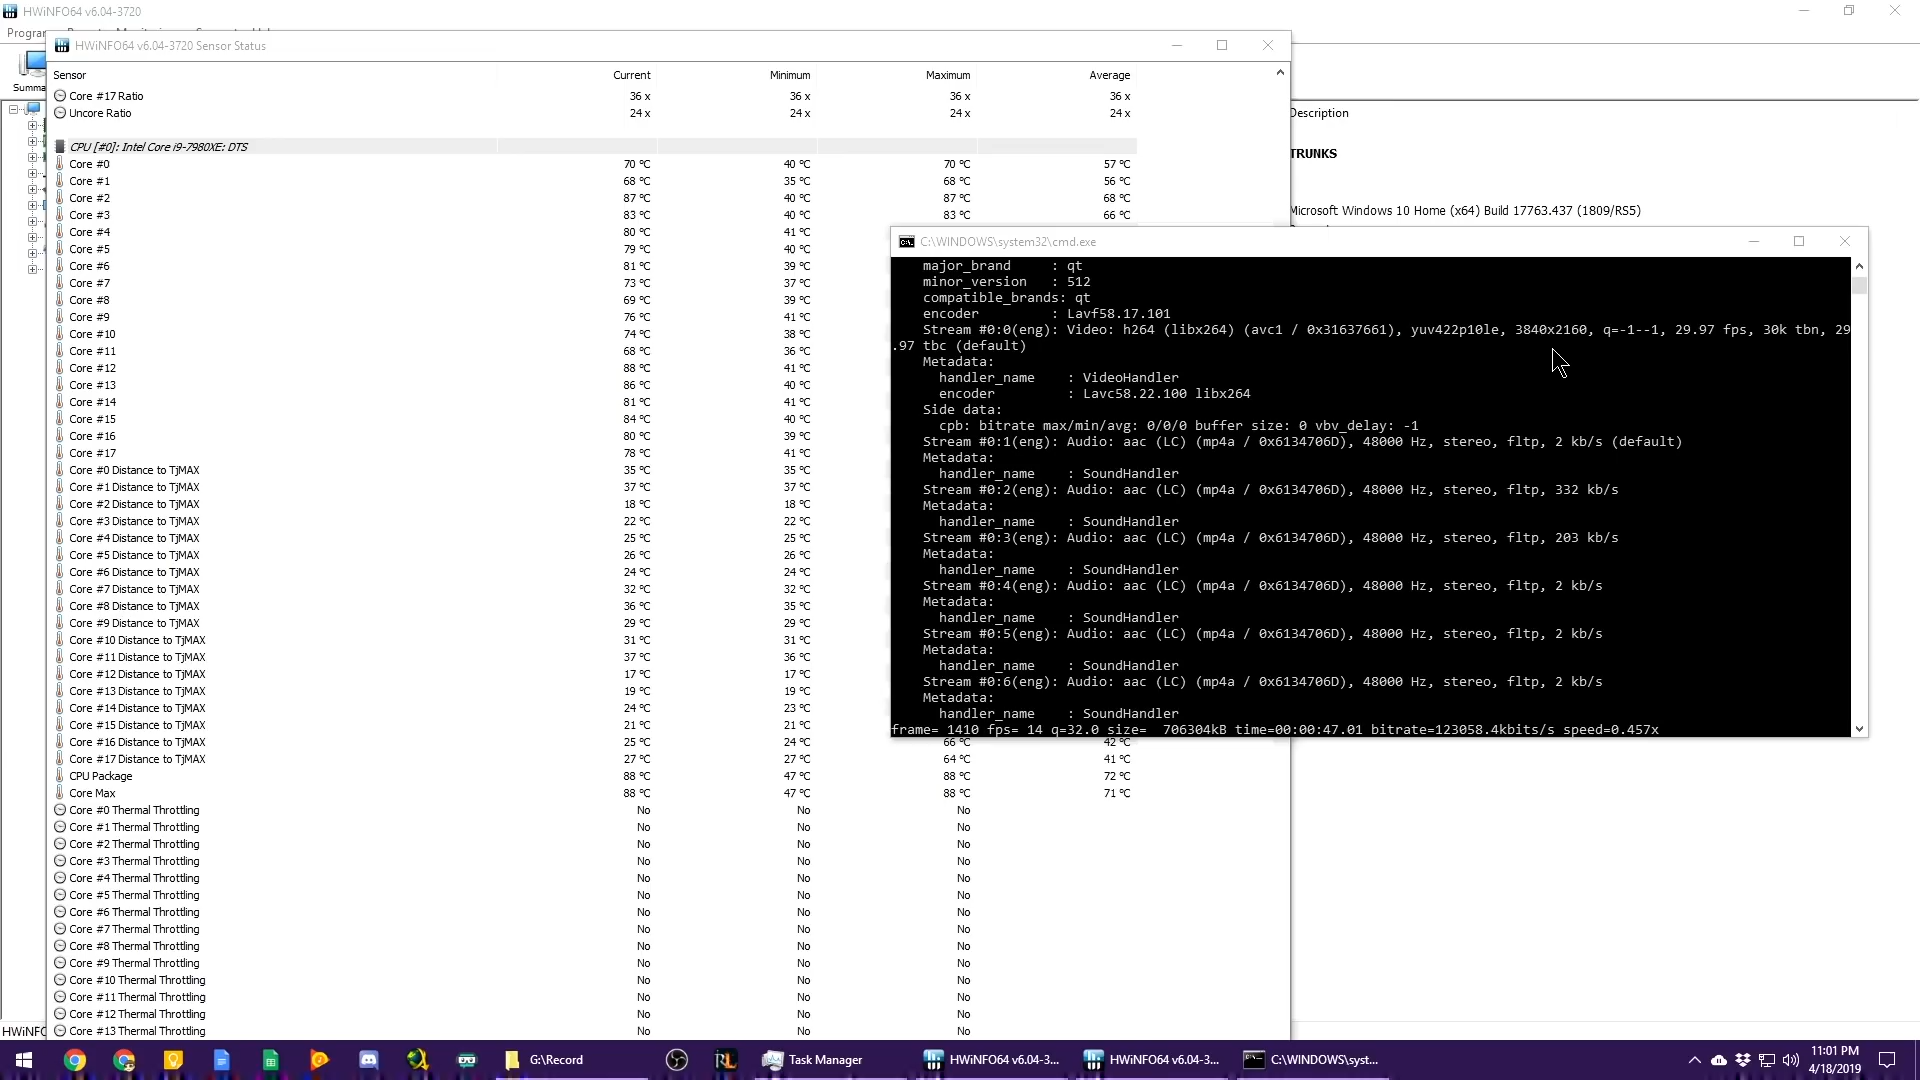 HWiNFO64 v6.04-3720
HWiNFO64 v6.04-3720 Sensor Status
Summa
Sensor Current Minimum Maximum Average
Core #17 Ratio 36 x 36 x 36 x 36 x
Uncore Ratio 24 x 24 x 24 x 24 x
CPU [#0]: Intel Core i9-7980XE: DTS
Core #0 70 °C 40 °C 70 °C 57 °C
Core #1 68 °C 35 °C 68 °C 56 °C
Core #2 87 °C 40 °C 87 °C 68 °C
Core #3 83 °C 40 °C 83 °C 66 °C
Core #4 80 °C 41 °C
Core #5 79 °C 40 °C
Core #6 81 °C 39 °C
Core #7 73 °C 37 °C
Core #8 69 °C 39 °C
Core #9 76 °C 41 °C
Core #10 74 °C 38 °C
Core #11 68 °C 36 °C
Core #12 88 °C 41 °C
Core #13 86 °C 40 °C
Core #14 81 °C 41 °C
Core #15 84 °C 40 °C
Core #16 80 °C 39 °C
Core #17 78 °C 41 °C
Core #0 Distance to TjMAX 35 °C 35 °C
Core #1 Distance to TjMAX 37 °C 37 °C
Core #2 Distance to TjMAX 18 °C 18 °C
Core #3 Distance to TjMAX 22 °C 22 °C
Core #4 Distance to TjMAX 25 °C 25 °C
Core #5 Distance to TjMAX 26 °C 26 °C
Core #6 Distance to TjMAX 24 °C 24 °C
Core #7 Distance to TjMAX 32 °C 32 °C
Core #8 Distance to TjMAX 36 °C 35 °C
Core #9 Distance to TjMAX 29 °C 29 °C
Core #10 Distance to TjMAX 31 °C 31 °C
Core #11 Distance to TjMAX 37 °C 36 °C
Core #12 Distance to TjMAX 17 °C 17 °C
Core #13 Distance to TjMAX 19 °C 19 °C
Core #14 Distance to TjMAX 24 °C 23 °C
Core #15 Distance to TjMAX 21 °C 21 °C
Core #16 Distance to TjMAX 25 °C 24 °C 66 °C 42 °C
Core #17 Distance to TjMAX 27 °C 27 °C 64 °C 41 °C
CPU Package 88 °C 47 °C 88 °C 72 °C
Core Max 88 °C 47 °C 88 °C 71 °C
Core #0 Thermal Throttling No No No
Core #1 Thermal Throttling No No No
Core #2 Thermal Throttling No No No
Core #3 Thermal Throttling No No No
Core #4 Thermal Throttling No No No
Core #5 Thermal Throttling No No No
Core #6 Thermal Throttling No No No
Core #7 Thermal Throttling No No No
Core #8 Thermal Throttling No No No
Core #9 Thermal Throttling No No No
Core #10 Thermal Throttling No No No
Core #11 Thermal Throttling No No No
Core #12 Thermal Throttling No No No
Core #13 Thermal Throttling No No No
Description
TRUNKS
Microsoft Windows 10 Home (x64) Build 17763.437 (1809/RS5)
C:\WINDOWS\system32\cmd.exe
major_brand : qt
minor_version : 512
compatible_brands: qt
encoder : Lavf58.17.101
Stream #0:0(eng): Video: h264 (libx264) (avc1 / 0x31637661), yuv422p10le, 3840x2160, q=-1--1, 29.97 fps, 30k tbn, 29
.97 tbc (default)
Metadata:
handler_name : VideoHandler
encoder : Lavc58.22.100 libx264
Side data:
cpb: bitrate max/min/avg: 0/0/0 buffer size: 0 vbv_delay: -1
Stream #0:1(eng): Audio: aac (LC) (mp4a / 0x6134706D), 48000 Hz, stereo, fltp, 2 kb/s (default)
Metadata:
handler_name : SoundHandler
Stream #0:2(eng): Audio: aac (LC) (mp4a / 0x6134706D), 48000 Hz, stereo, fltp, 332 kb/s
Metadata:
handler_name : SoundHandler
Stream #0:3(eng): Audio: aac (LC) (mp4a / 0x6134706D), 48000 Hz, stereo, fltp, 203 kb/s
Metadata:
handler_name : SoundHandler
Stream #0:4(eng): Audio: aac (LC) (mp4a / 0x6134706D), 48000 Hz, stereo, fltp, 2 kb/s
Metadata:
handler_name : SoundHandler
Stream #0:5(eng): Audio: aac (LC) (mp4a / 0x6134706D), 48000 Hz, stereo, fltp, 2 kb/s
Metadata:
handler_name : SoundHandler
Stream #0:6(eng): Audio: aac (LC) (mp4a / 0x6134706D), 48000 Hz, stereo, fltp, 2 kb/s
Metadata:
handler_name : SoundHandler
frame= 1410 fps= 14 q=32.0 size= 706304kB time=00:00:47.01 bitrate=123058.4kbits/s speed=0.457x
HWiNFO
G:\Record
RL
Task Manager
HWiNFO64 v6.04-3...
HWiNFO64 v6.04-3...
C:\WINDOWS\syst...
11:01 PM
4/18/2019